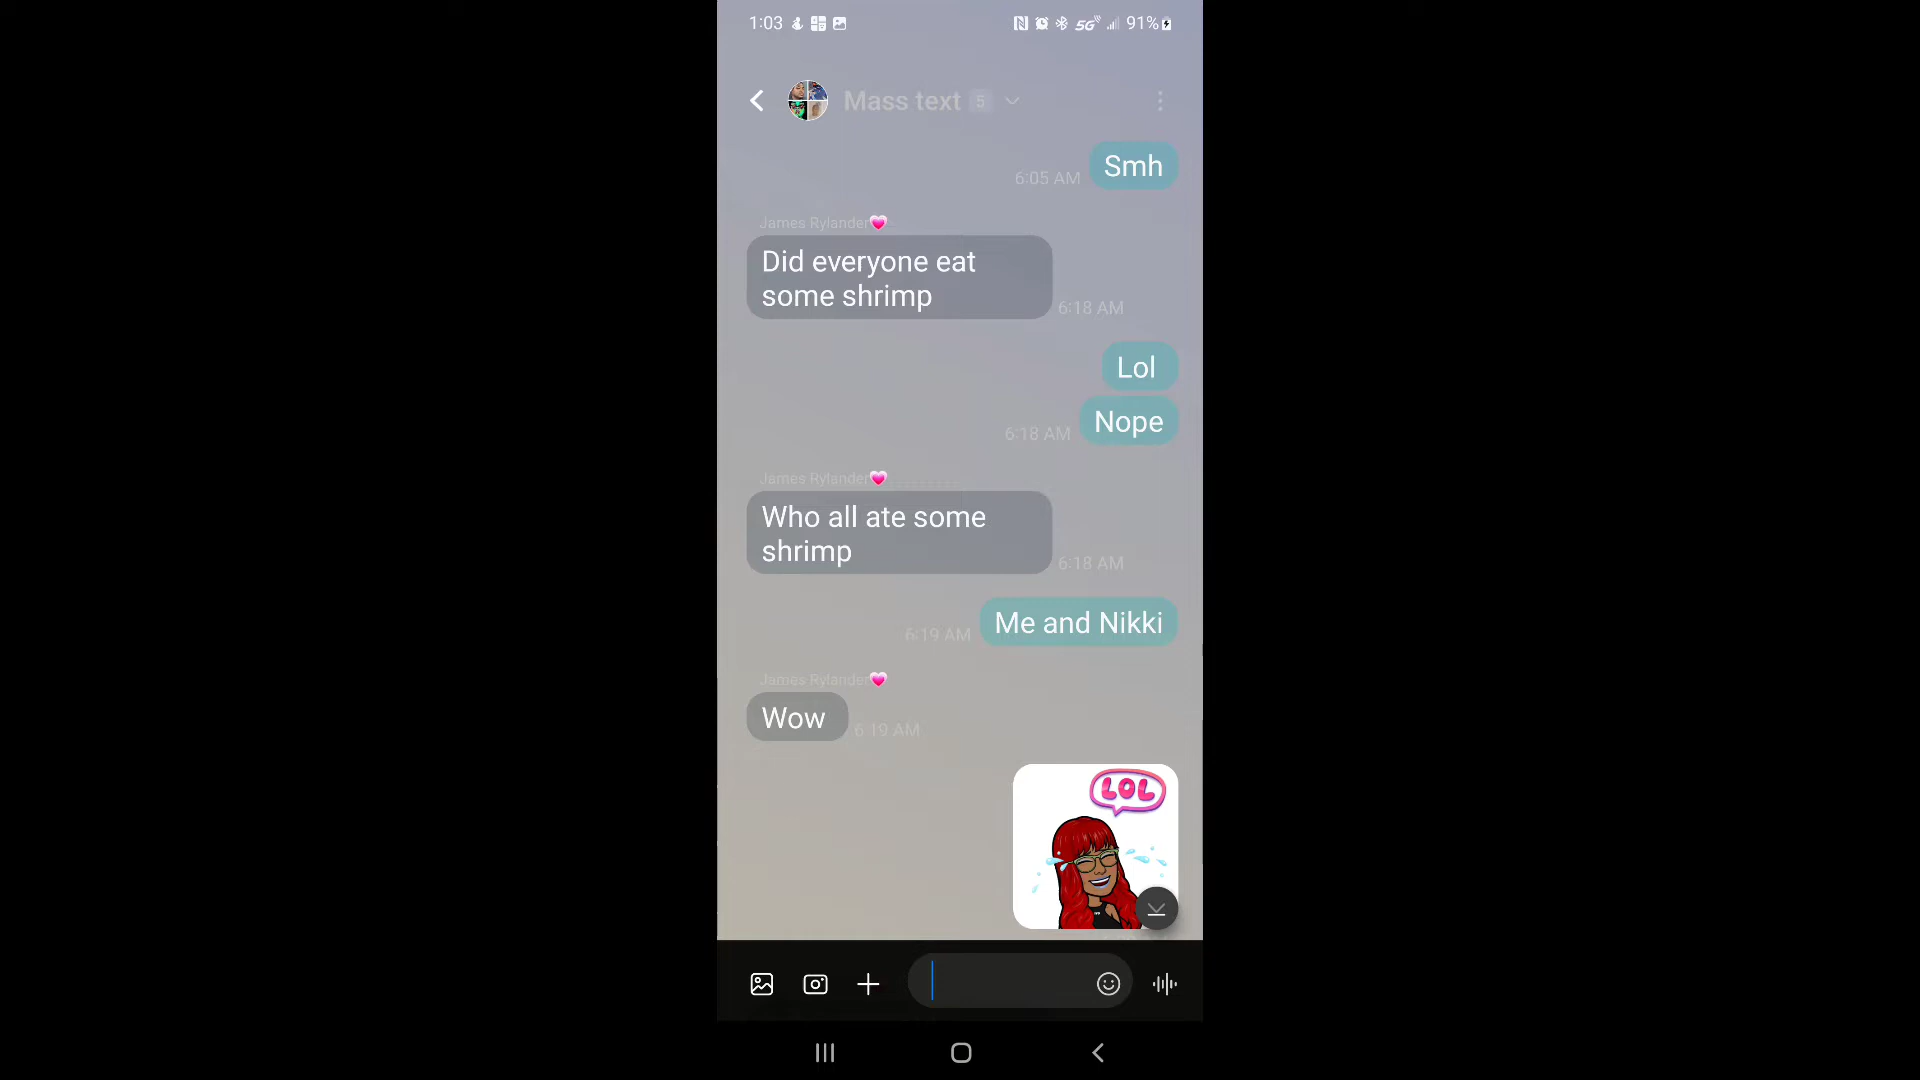 1:03
5G 91%
Mass text 5
Smh
6:05 AM
James Rylander
Did everyone eat
some shrimp
6:18 AM
Lol
Nope
6:18 AM
James Rylander
Who all ate some
shrimp
6:18 AM
Me and Nikki
6:19 AM
James Rylander
Wow
6:19 AM
LOL